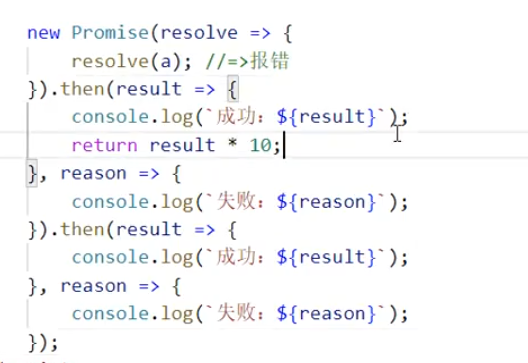 new Promise(resolve => {
    resolve(a); //=>报错
}).then(result => {
    console.log(`成功：${result}`);
    return result * 10;
}, reason => {
    console.log(`失败：${reason}`);
}).then(result => {
    console.log(`成功：${result}`);
}, reason => {
    console.log(`失败：${reason}`);
});